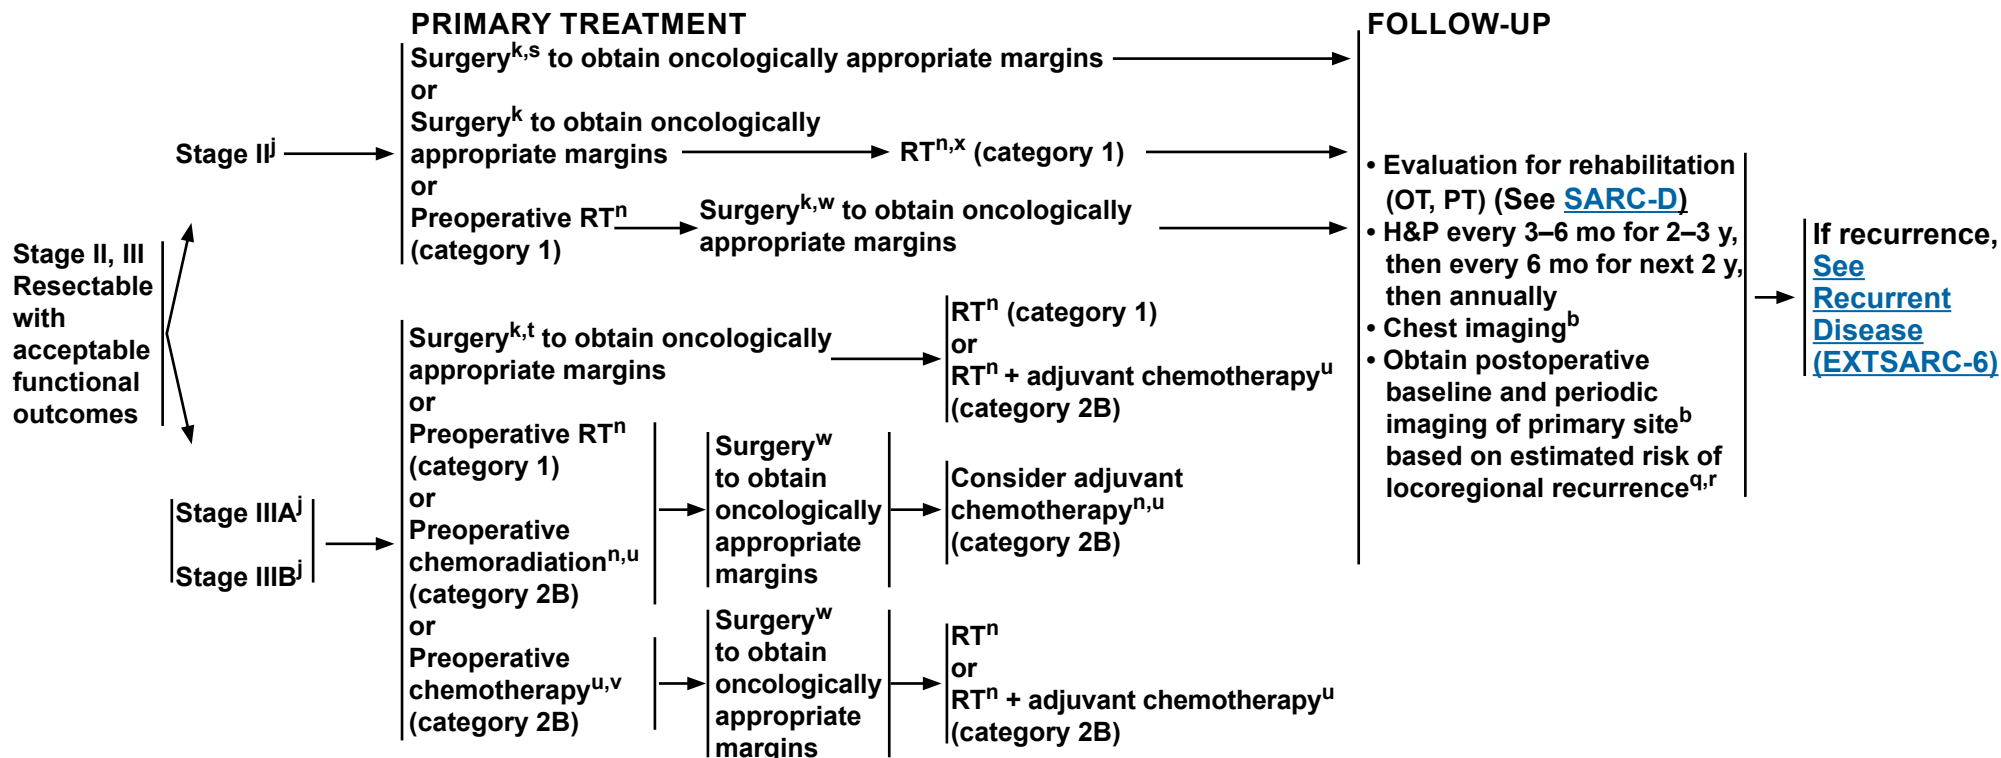 PRIMARY TREATMENT
FOLLOW-UP
Stage II, III
Resectable
with
acceptable
functional
outcomes
Stage IIj
Surgeryk,s to obtain oncologically appropriate margins
or
Surgeryk to obtain oncologically
appropriate margins
RTn,x (category 1)
or
Preoperative RTn
(category 1)
Surgeryk,w to obtain oncologically
appropriate margins
Stage IIIAj
Stage IIIBj
Surgeryk,t to obtain oncologically
appropriate margins
RTn (category 1)
or
RTn + adjuvant chemotherapyu
(category 2B)
or
Preoperative RTn
(category 1)
or
Preoperative
chemoradiationn,u
(category 2B)
Surgeryw
to obtain
oncologically
appropriate
margins
Consider adjuvant
chemotherapyn,u
(category 2B)
or
Preoperative
chemotherapyu,v
(category 2B)
Surgeryw
to obtain
oncologically
appropriate
margins
RTn
or
RTn + adjuvant chemotherapyu
(category 2B)
• Evaluation for rehabilitation
(OT, PT) (See SARC-D)
• H&P every 3–6 mo for 2–3 y,
then every 6 mo for next 2 y,
then annually
• Chest imagingb
• Obtain postoperative
baseline and periodic
imaging of primary siteb
based on estimated risk of
locoregional recurrenceq,r
If recurrence,
See
Recurrent
Disease
(EXTSARC-6)